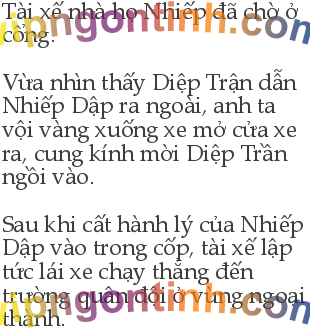 Tài xế nhà họ Nhiếp đã chờ ở
cổng.
Vừa nhìn thấy Diệp Trận dẫn
Nhiếp Dập ra ngoài, anh ta
vội vàng xuống xe mở cửa xe
ra, cung kính mời Diệp Trần
ngồi vào.
Sau khi cất hành lý của Nhiếp
Dập vào trong cốp, tài xế lập
tức lái xe chạy thẳng đến
trường quân đội ở vùng ngoại
thành.
vipngontinh.com
vipngontinh.com